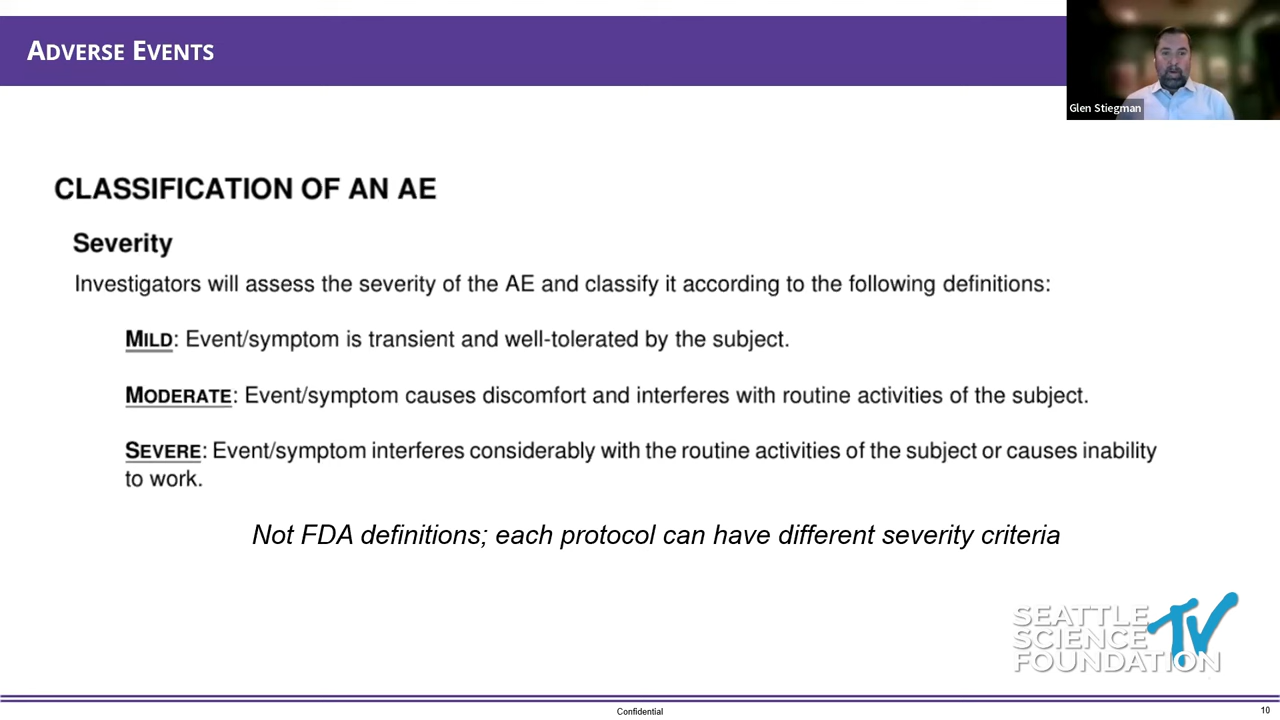 ADVERSE EVENTS
Glen Stiegman
CLASSIFICATION OF AN AE
Severity
Investigators will assess the severity of the AE and classify it according to the following definitions:
MILD: Event/symptom is transient and well-tolerated by the subject.
MODERATE: Event/symptom causes discomfort and interferes with routine activities of the subject.
SEVERE: Event/symptom interferes considerably with the routine activities of the subject or causes inability
to work.
Not FDA definitions; each protocol can have different severity criteria
SEATTLE
SCIENCE
FOUNDATION
TV
Confidential
10